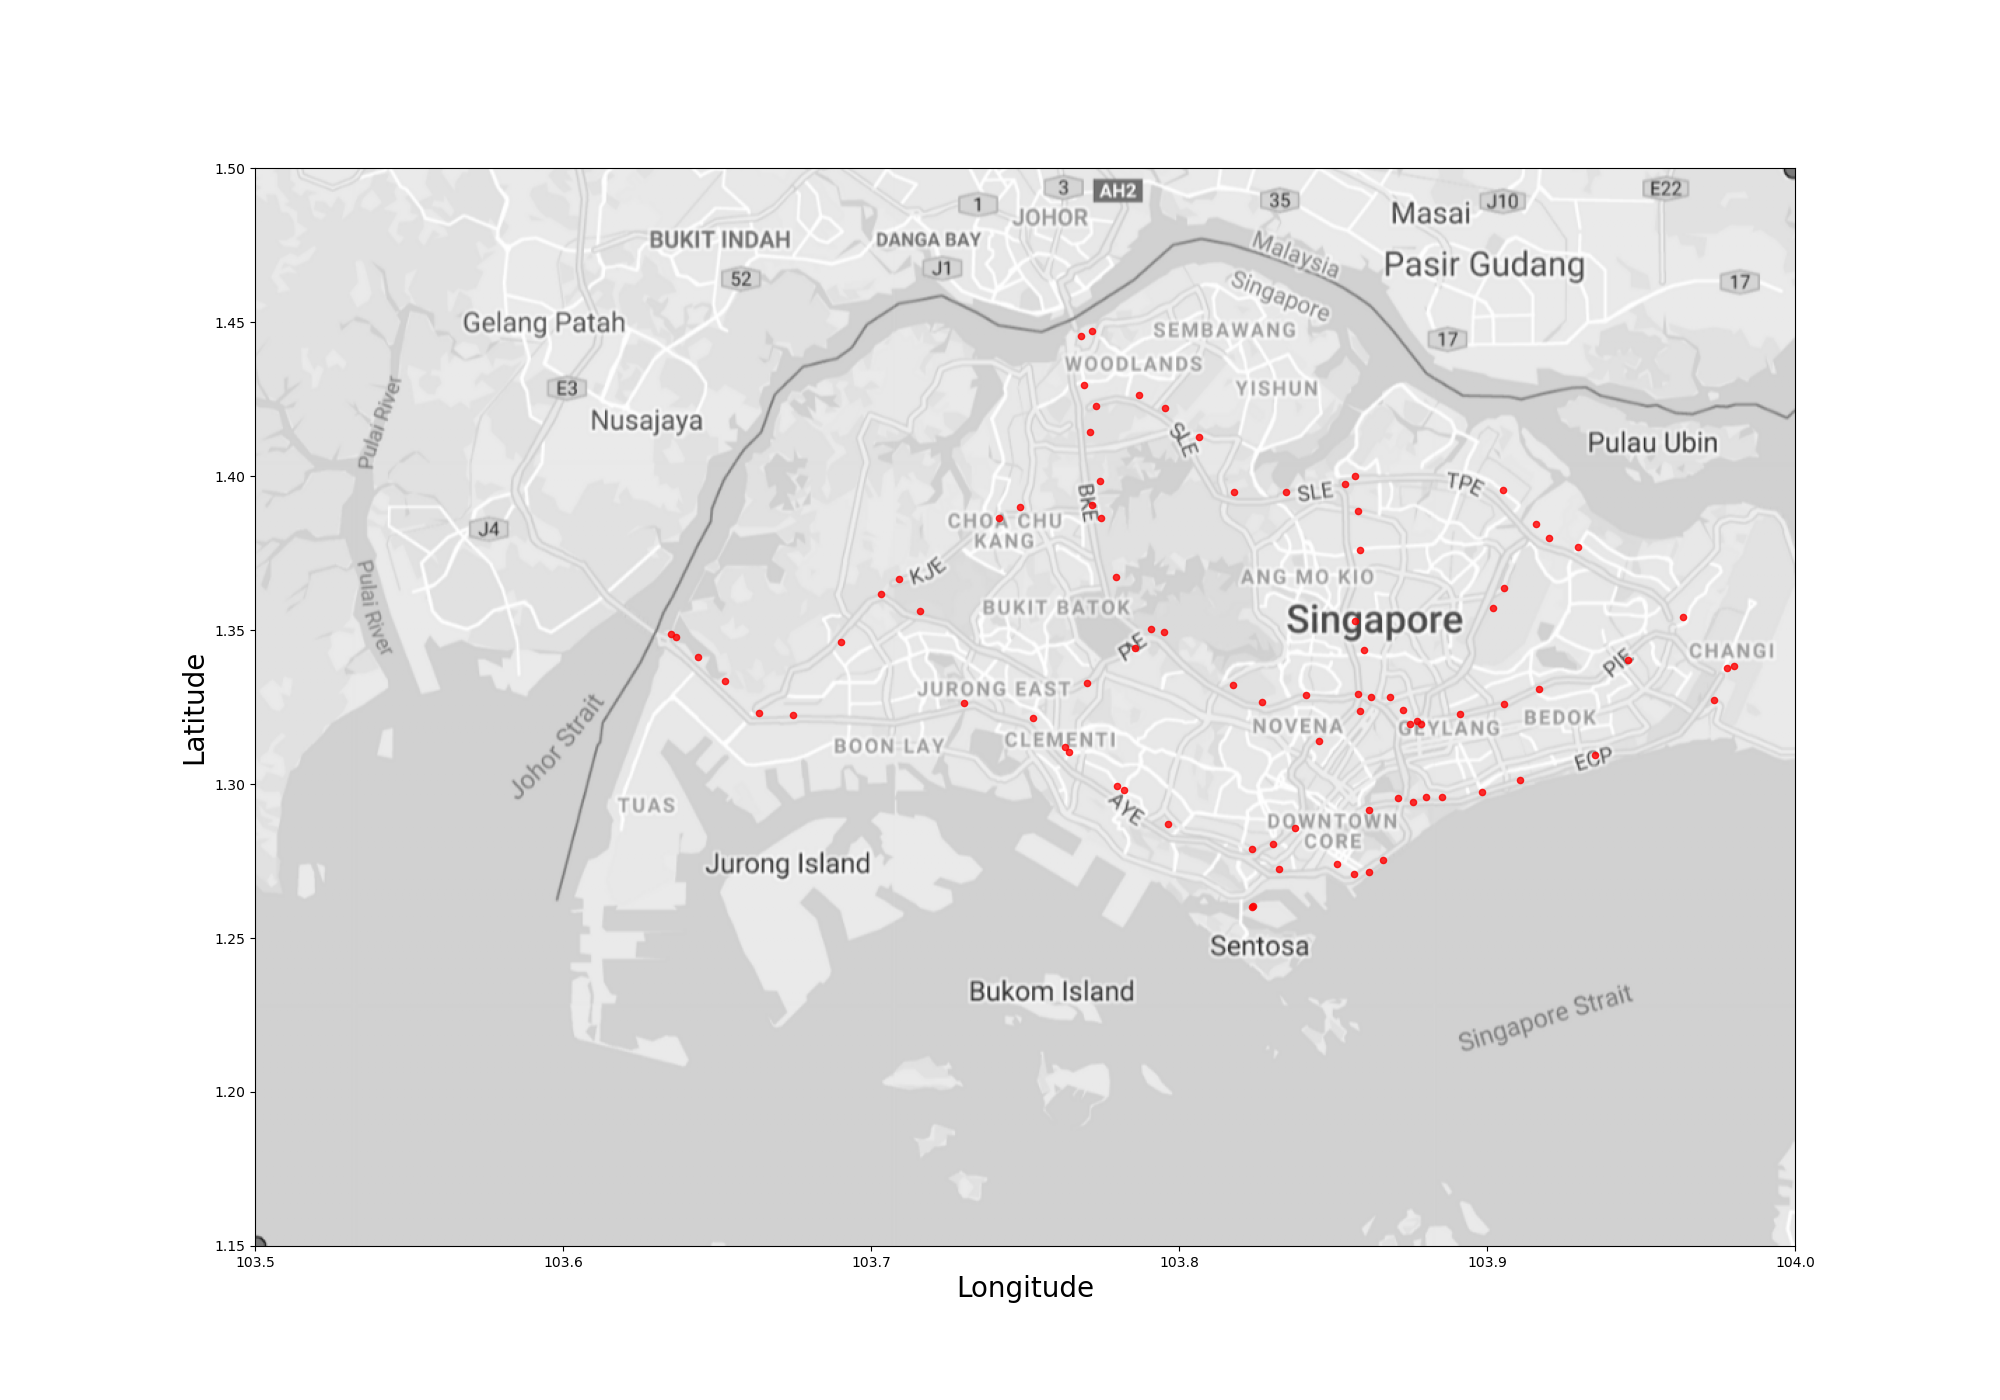 1.50
3
AH2
E22
1
35
J10
JOHOR
Masai
BUKIT INDAH
DANGA BAY
Malaysia
Pasir Gudang
J1
52
17
Singapore
1.45
Gelang Patah
SEMBAWANG
17
WOODLANDS
E3
YISHUN
Nusajaya
Pulai River
SLE
Pulau Ubin
1.40
TPE
SLE
BKE
CHOA CHU
KANG
J4
KJE
ANG MO KIO
Pulai River
BUKIT BATOK
Singapore
1.35
PIE
CHANGI
PIE
JURONG EAST
Latitude
BEDOK
NOVENA
GEYLANG
Johor Strait
BOON LAY
CLEMENTI
ECP
1.30
TUAS
AYE
DOWNTOWN
CORE
Jurong Island
1.25
Sentosa
Bukom Island
Singapore Strait
1.20
1.15
103.5
103.6
103.7
103.8
103.9
104.0
Longitude